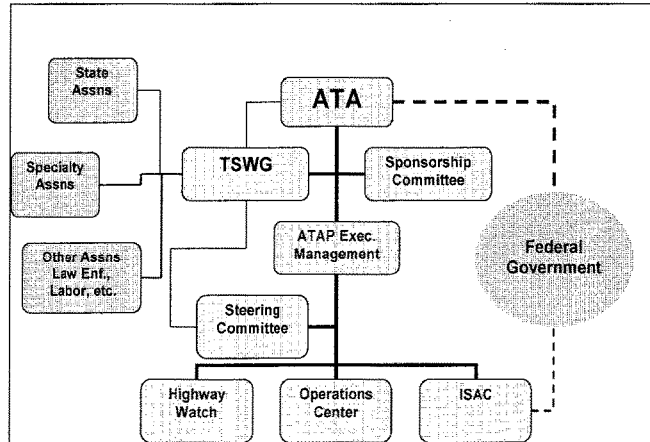 State
Assns
ATA
Specialty
Assns
TSWG
Sponsorship
Committee
Other Assns
Law Enf.,
Labor, etc.
ATAP Exec.
Management
Federal
Government
Steering
Committee
Highway
Watch
Operations
Center
ISAC